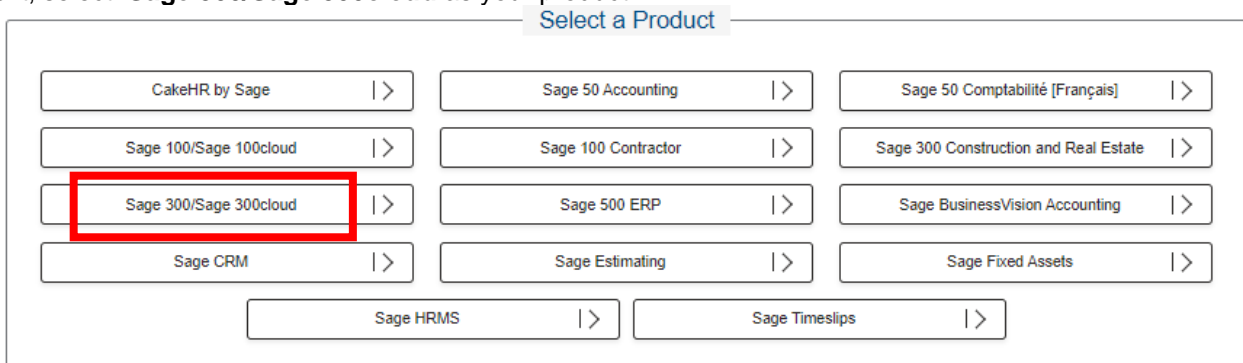 Select a Product
CakeHR by Sage
Sage 50 Accounting
Sage 50 Comptabilité [Français]
Sage 100/Sage 100cloud
Sage 100 Contractor
Sage 300 Construction and Real Estate
Sage 300/Sage 300cloud
Sage 500 ERP
Sage BusinessVision Accounting
Sage CRM
Sage Estimating
Sage Fixed Assets
Sage HRMS
Sage Timeslips